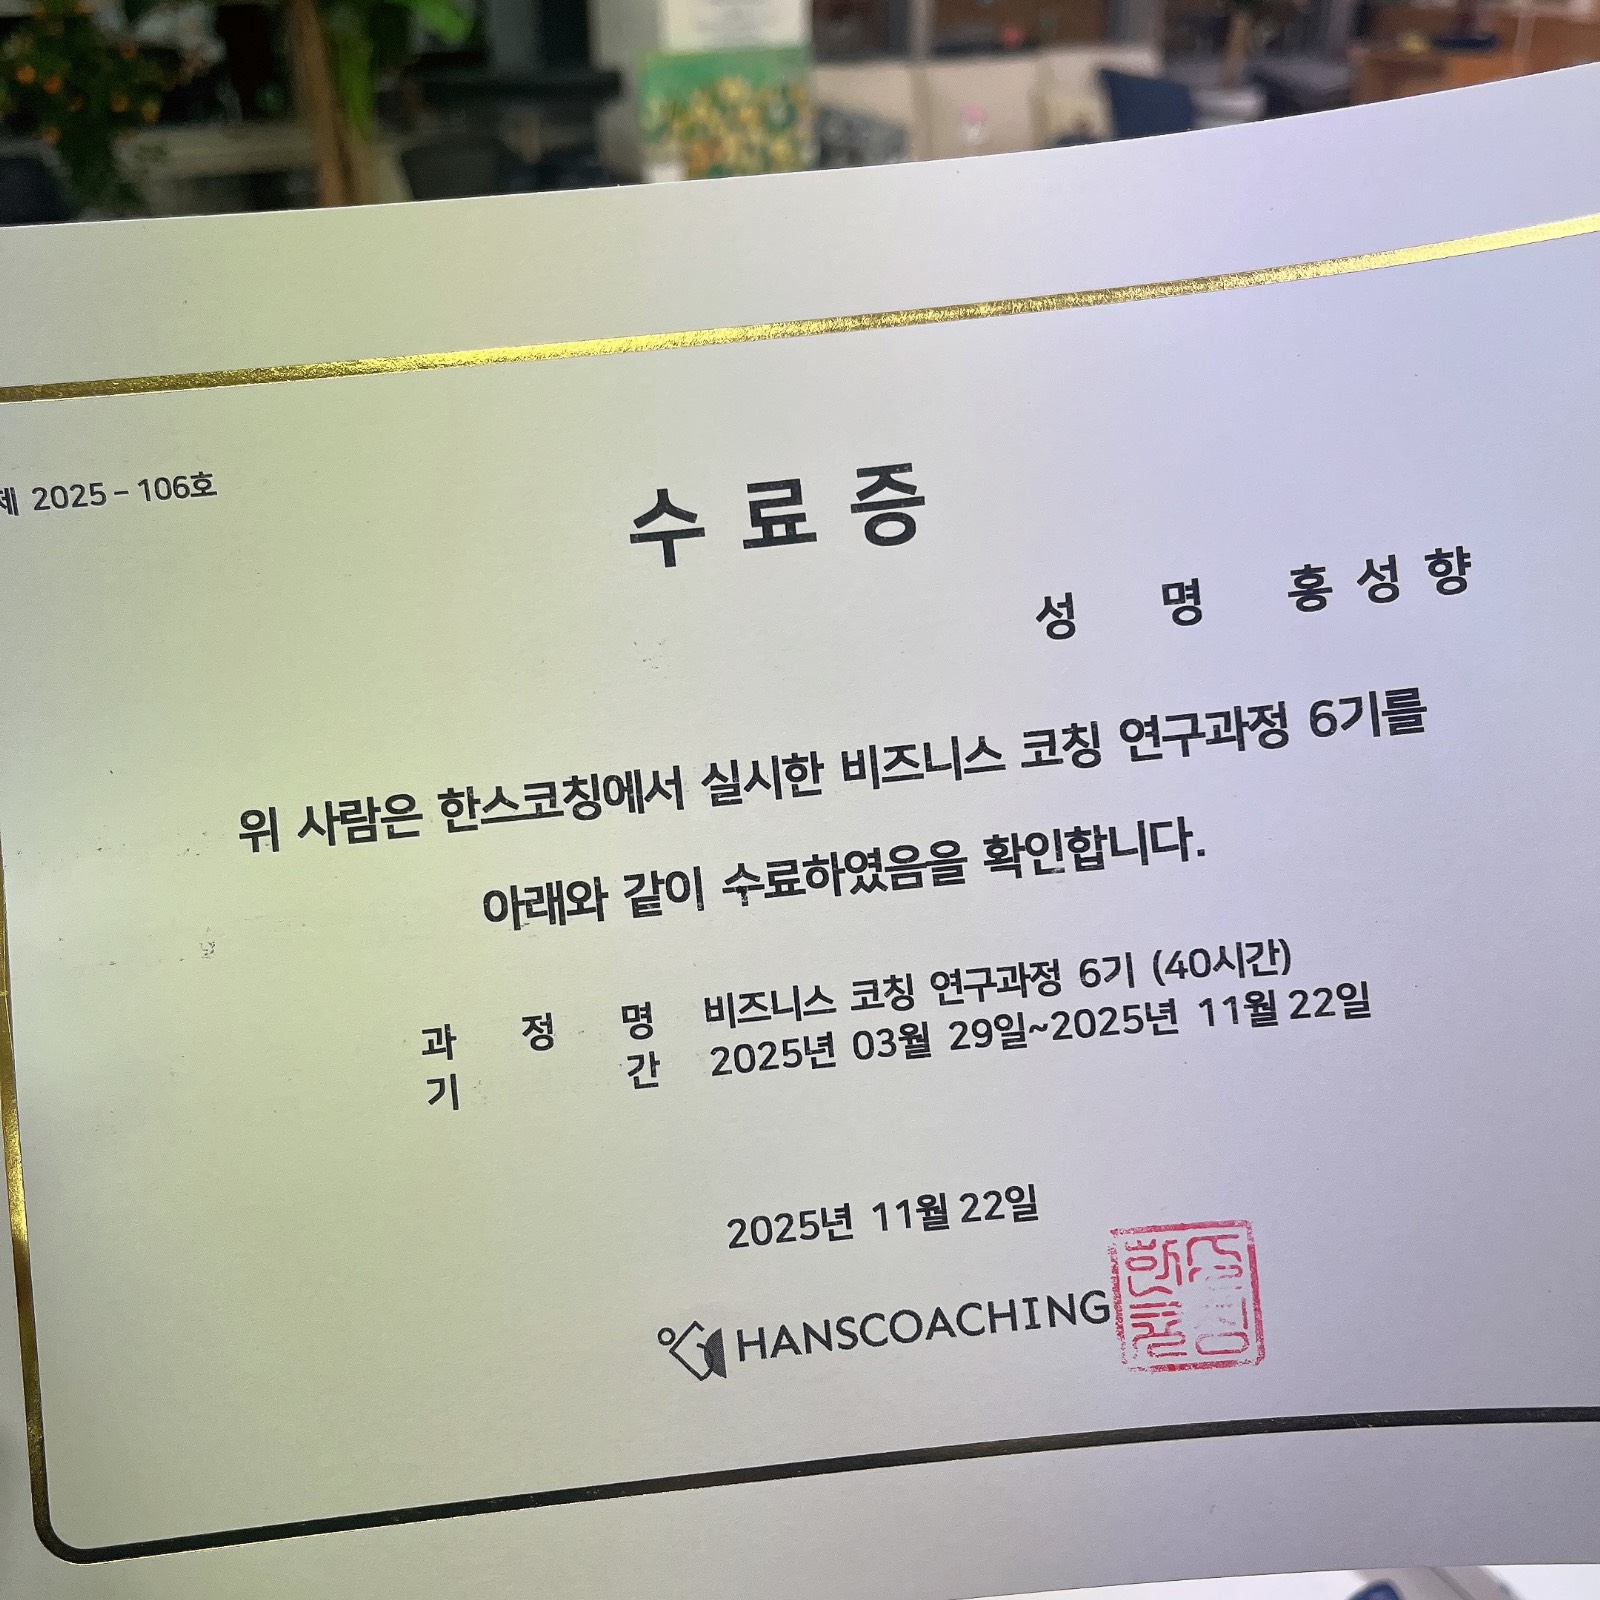 제 2025 - 106호
수 료 증
성 명 홍 성 향
위 사람은 한스코칭에서 실시한 비즈니스 코칭 연구과정 6기를
아래와 같이 수료하였음을 확인합니다.
과 정 명 비즈니스 코칭 연구과정 6기 (40시간)
기 간 2025년 03월 29일~2025년 11월 22일
2025년 11월 22일
HANSCOACHING